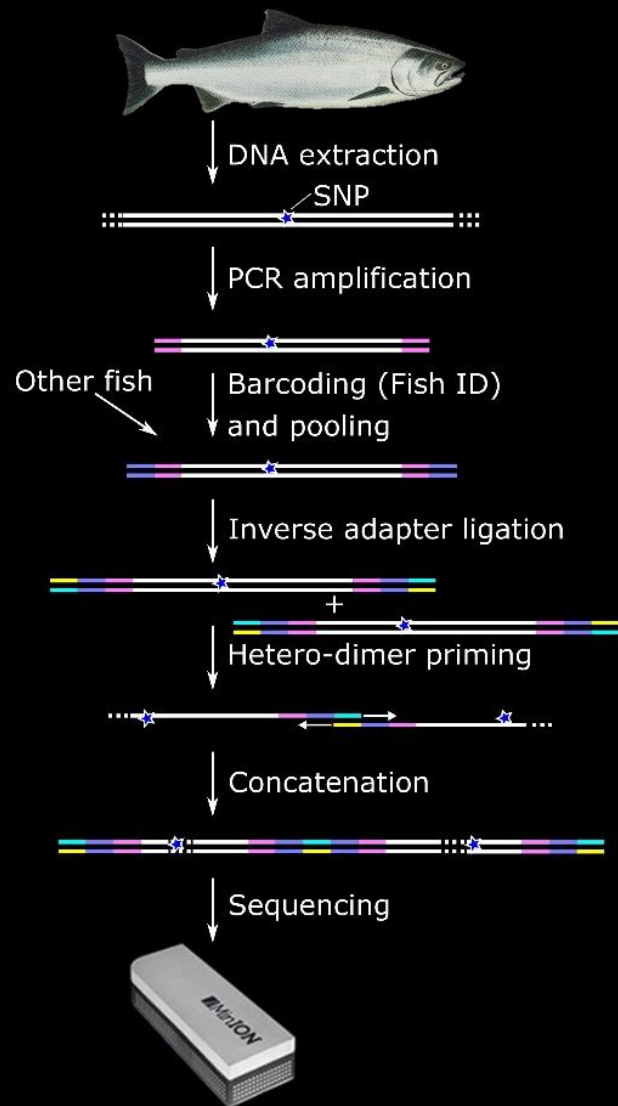 DNA extraction
SNP
PCR amplification
Other fish
Barcoding (Fish ID)
and pooling
Inverse adapter ligation
+
Hetero-dimer priming
Concatenation
Sequencing
MinION